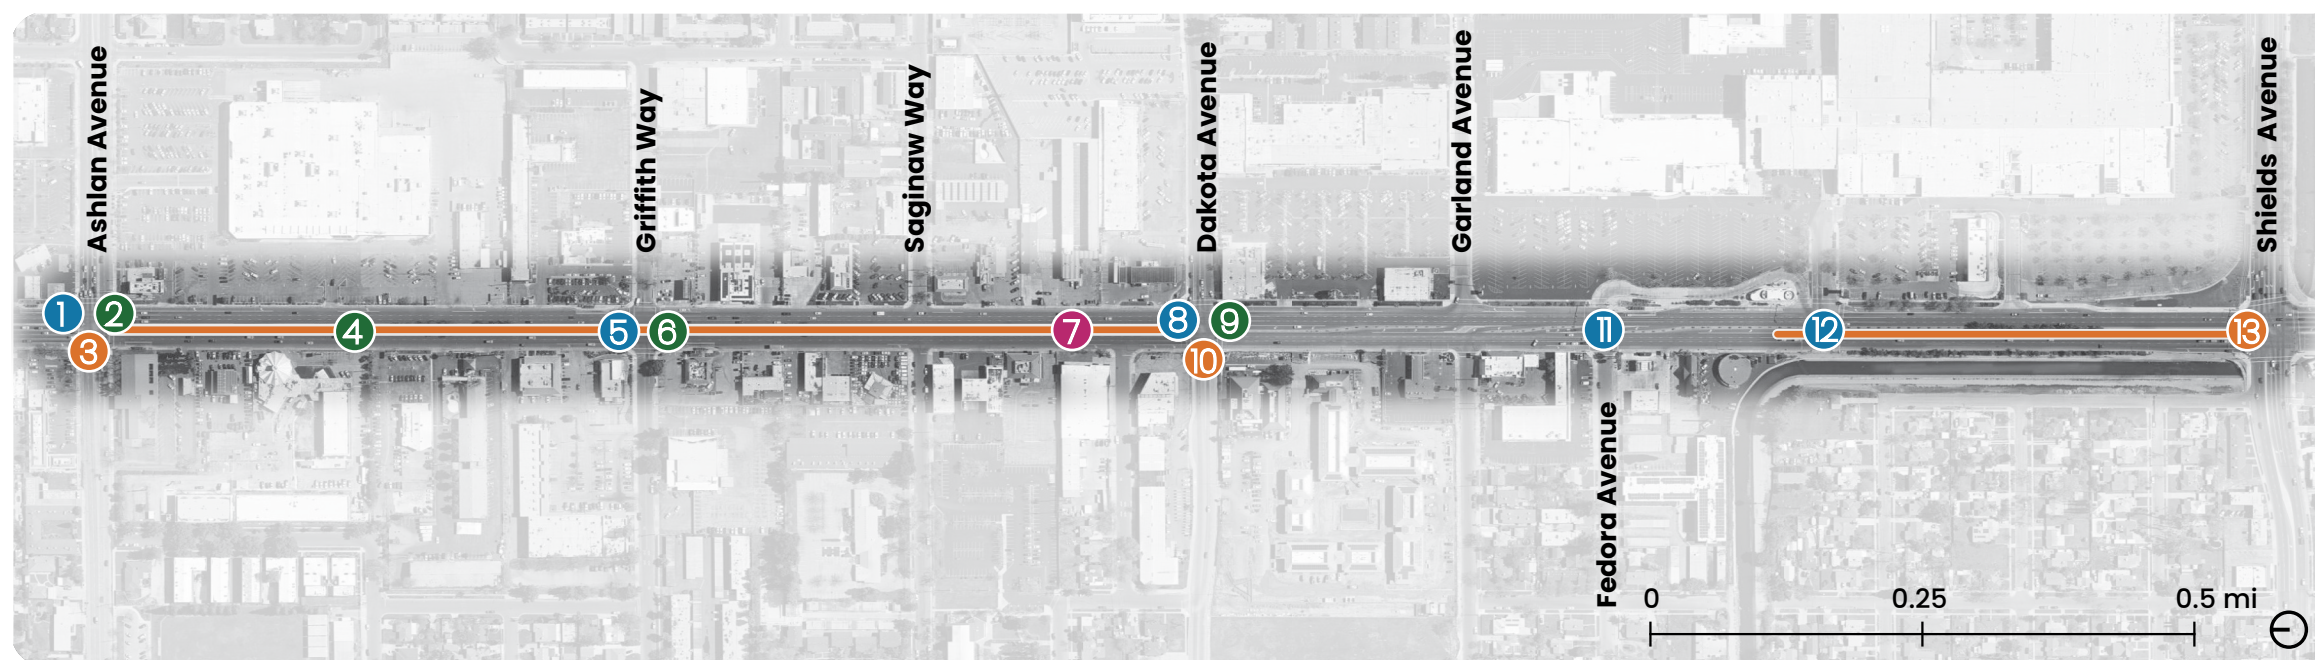 Ashlan Avenue
Griffith Way
Saginaw Way
Dakota Avenue
Garland Avenue
Shields Avenue
1
2
3
4
5
6
7
8
9
10
11
12
13
Fedora Avenue
0 0.25 0.5 mi